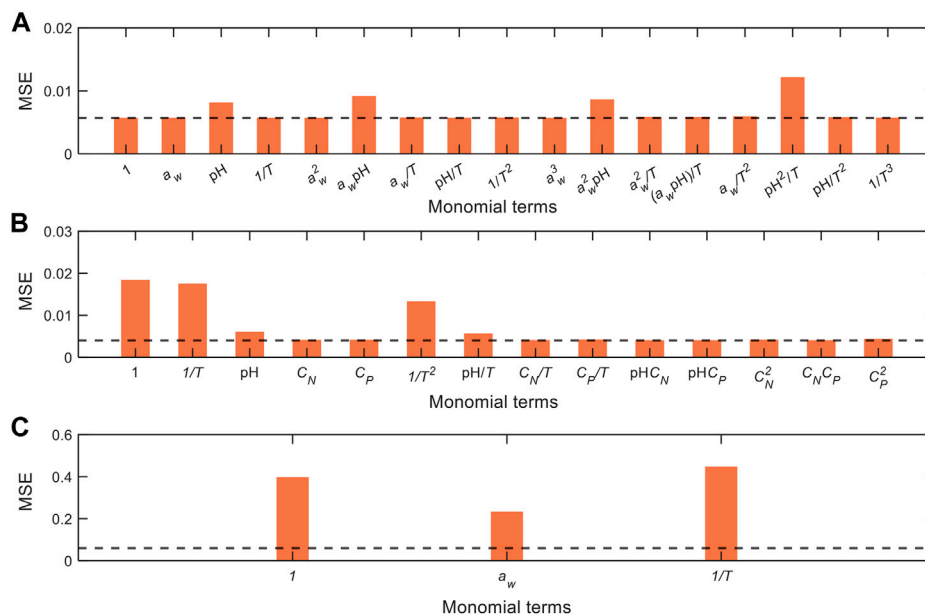 A
0.02
0.01
0
MSE
1 a_w pH 1/T a_w^2 a_wpH a_w/T pH/T 1/T^2 a_w^3 a_w^2pH a_w^2/T (a_wpH)/T a_w/T^2 pH^2/T pH/T^2 1/T^3
Monomial terms
B
0.03
0.02
0.01
0
MSE
1 1/T pH C_N C_P 1/T^2 pH/T C_N/T C_P/T pHC_N pHC_P C_N^2 C_NC_P C_P^2
Monomial terms
C
0.6
0.4
0.2
0
MSE
1 a_w 1/T
Monomial terms